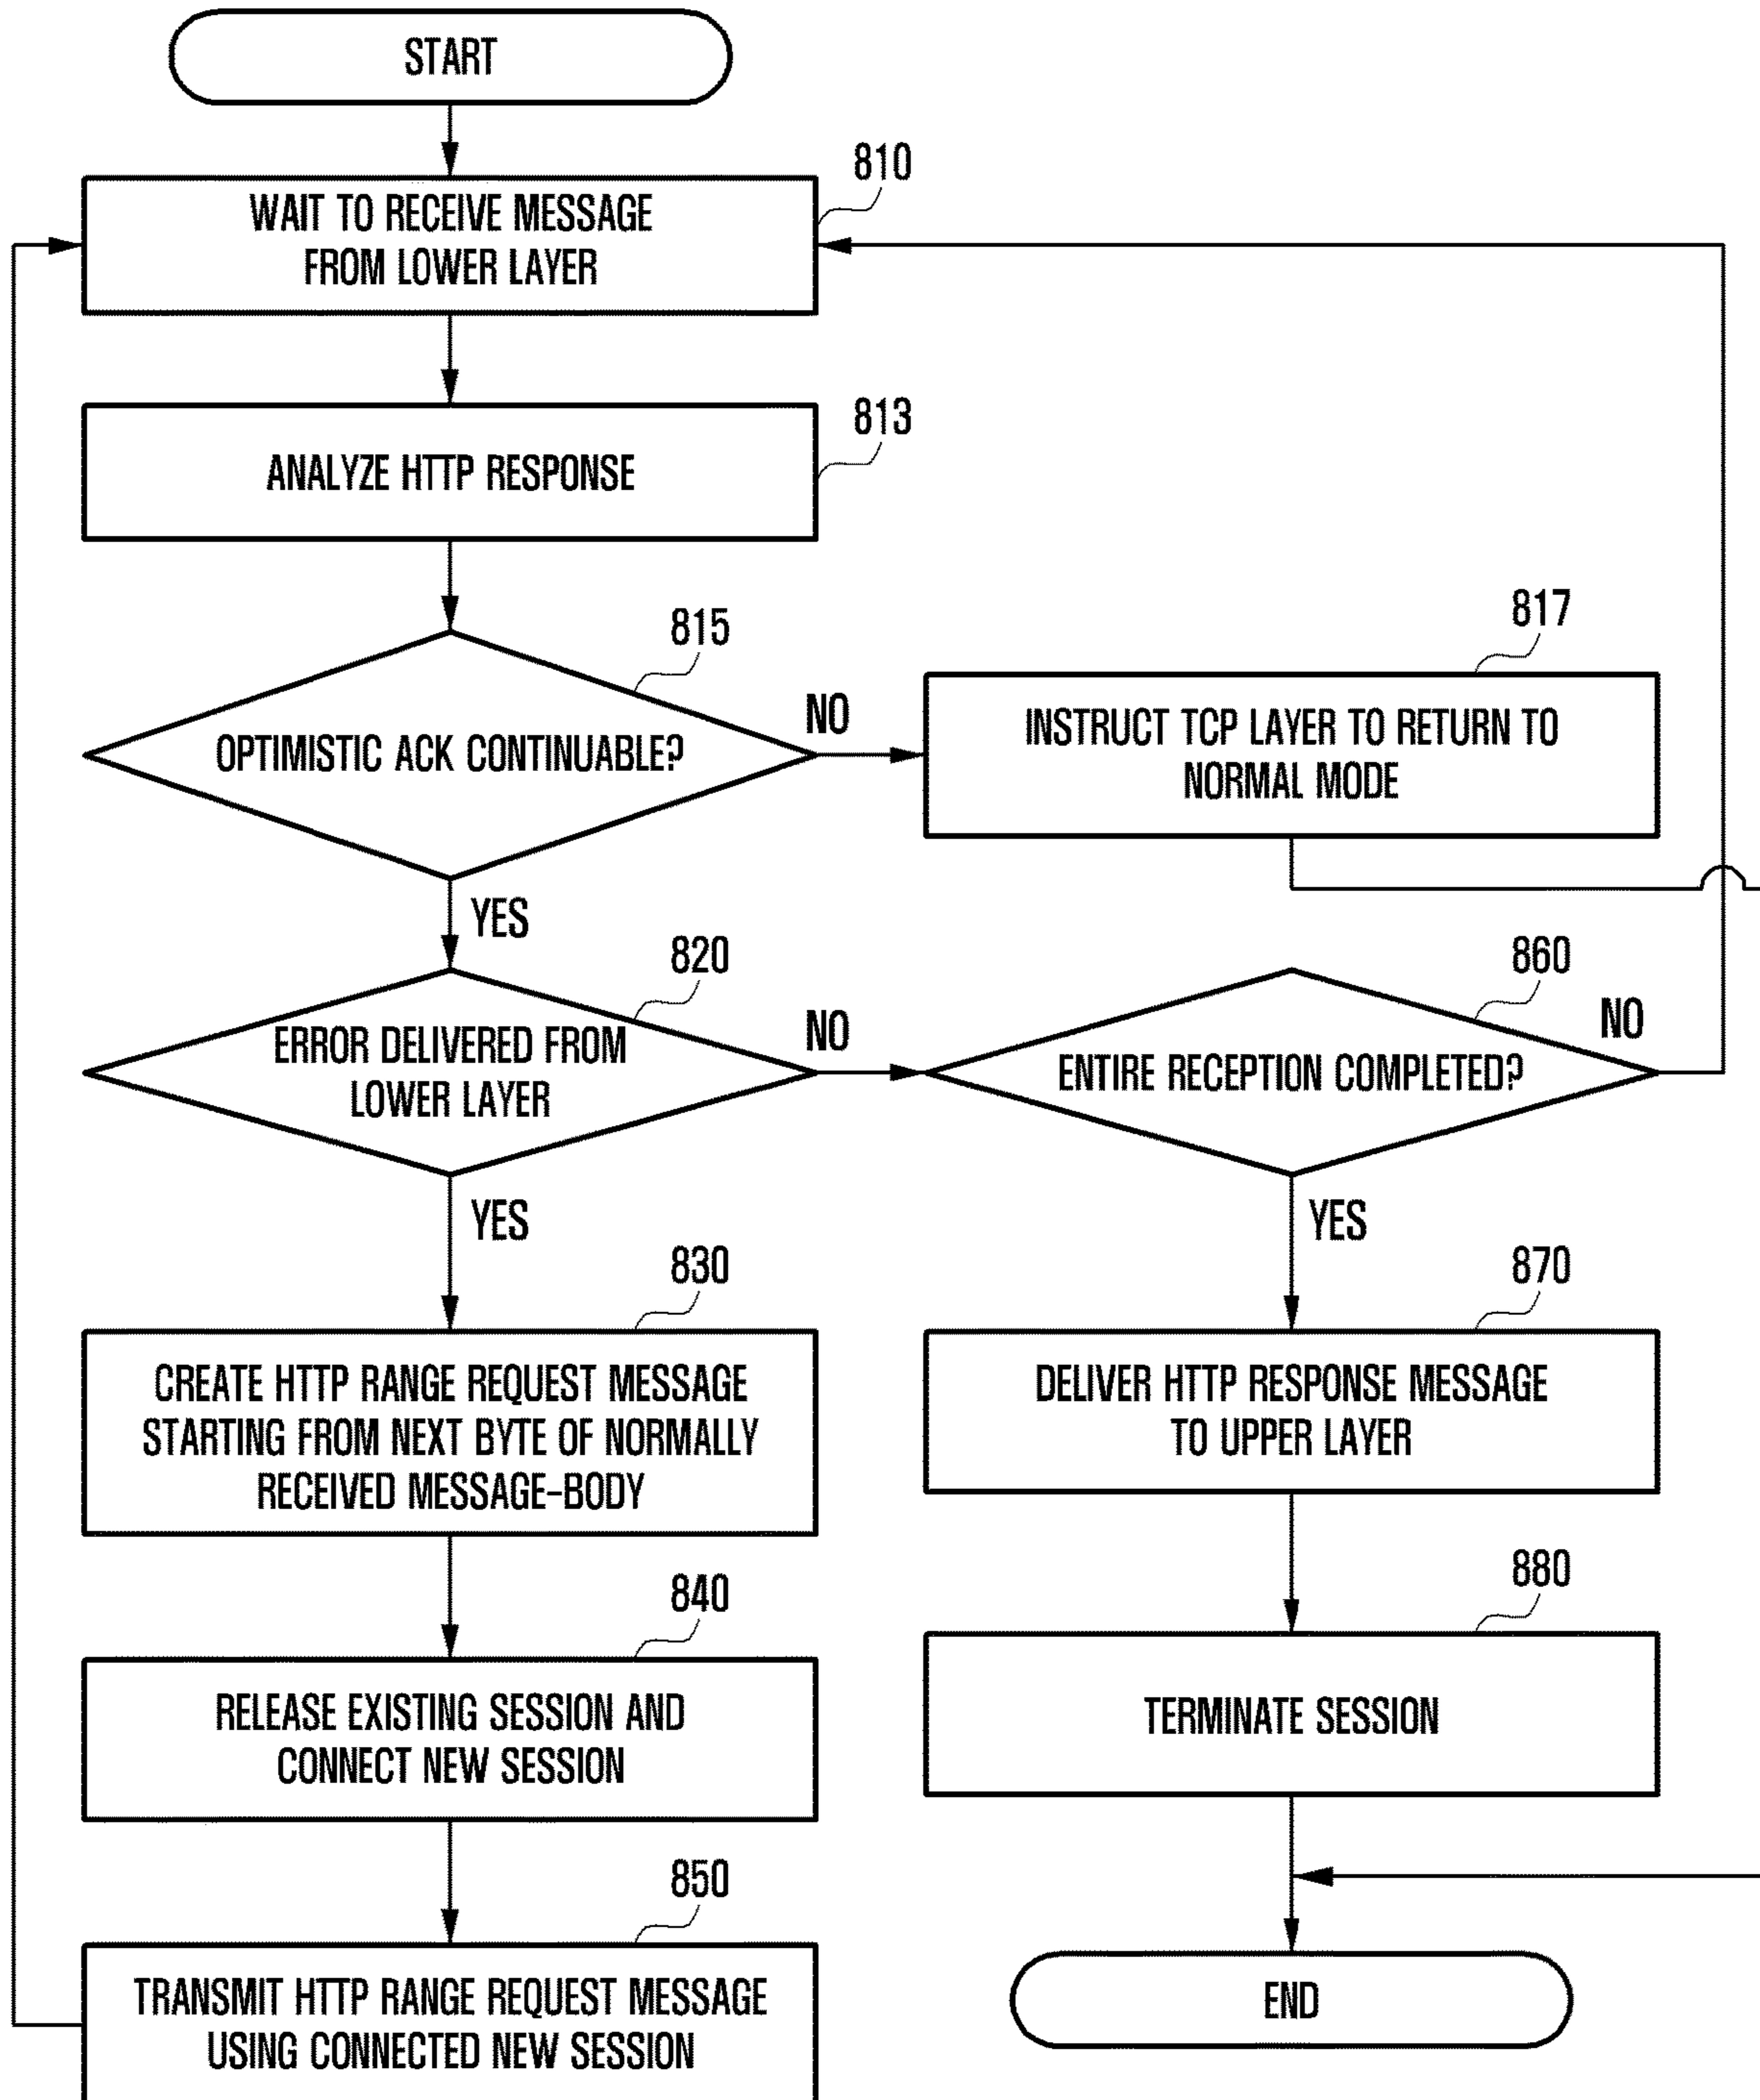 START
810
WAIT TO RECEIVE MESSAGE
FROM LOWER LAYER
813
ANALYZE HTTP RESPONSE
815
OPTIMISTIC ACK CONTINUABLE?
NO
817
INSTRUCT TCP LAYER TO RETURN TO
NORMAL MODE
YES
820
ERROR DELIVERED FROM
LOWER LAYER
NO
860
ENTIRE RECEPTION COMPLETED?
NO
YES
YES
830
CREATE HTTP RANGE REQUEST MESSAGE
STARTING FROM NEXT BYTE OF NORMALLY
RECEIVED MESSAGE-BODY
870
DELIVER HTTP RESPONSE MESSAGE
TO UPPER LAYER
840
RELEASE EXISTING SESSION AND
CONNECT NEW SESSION
880
TERMINATE SESSION
850
TRANSMIT HTTP RANGE REQUEST MESSAGE
USING CONNECTED NEW SESSION
END